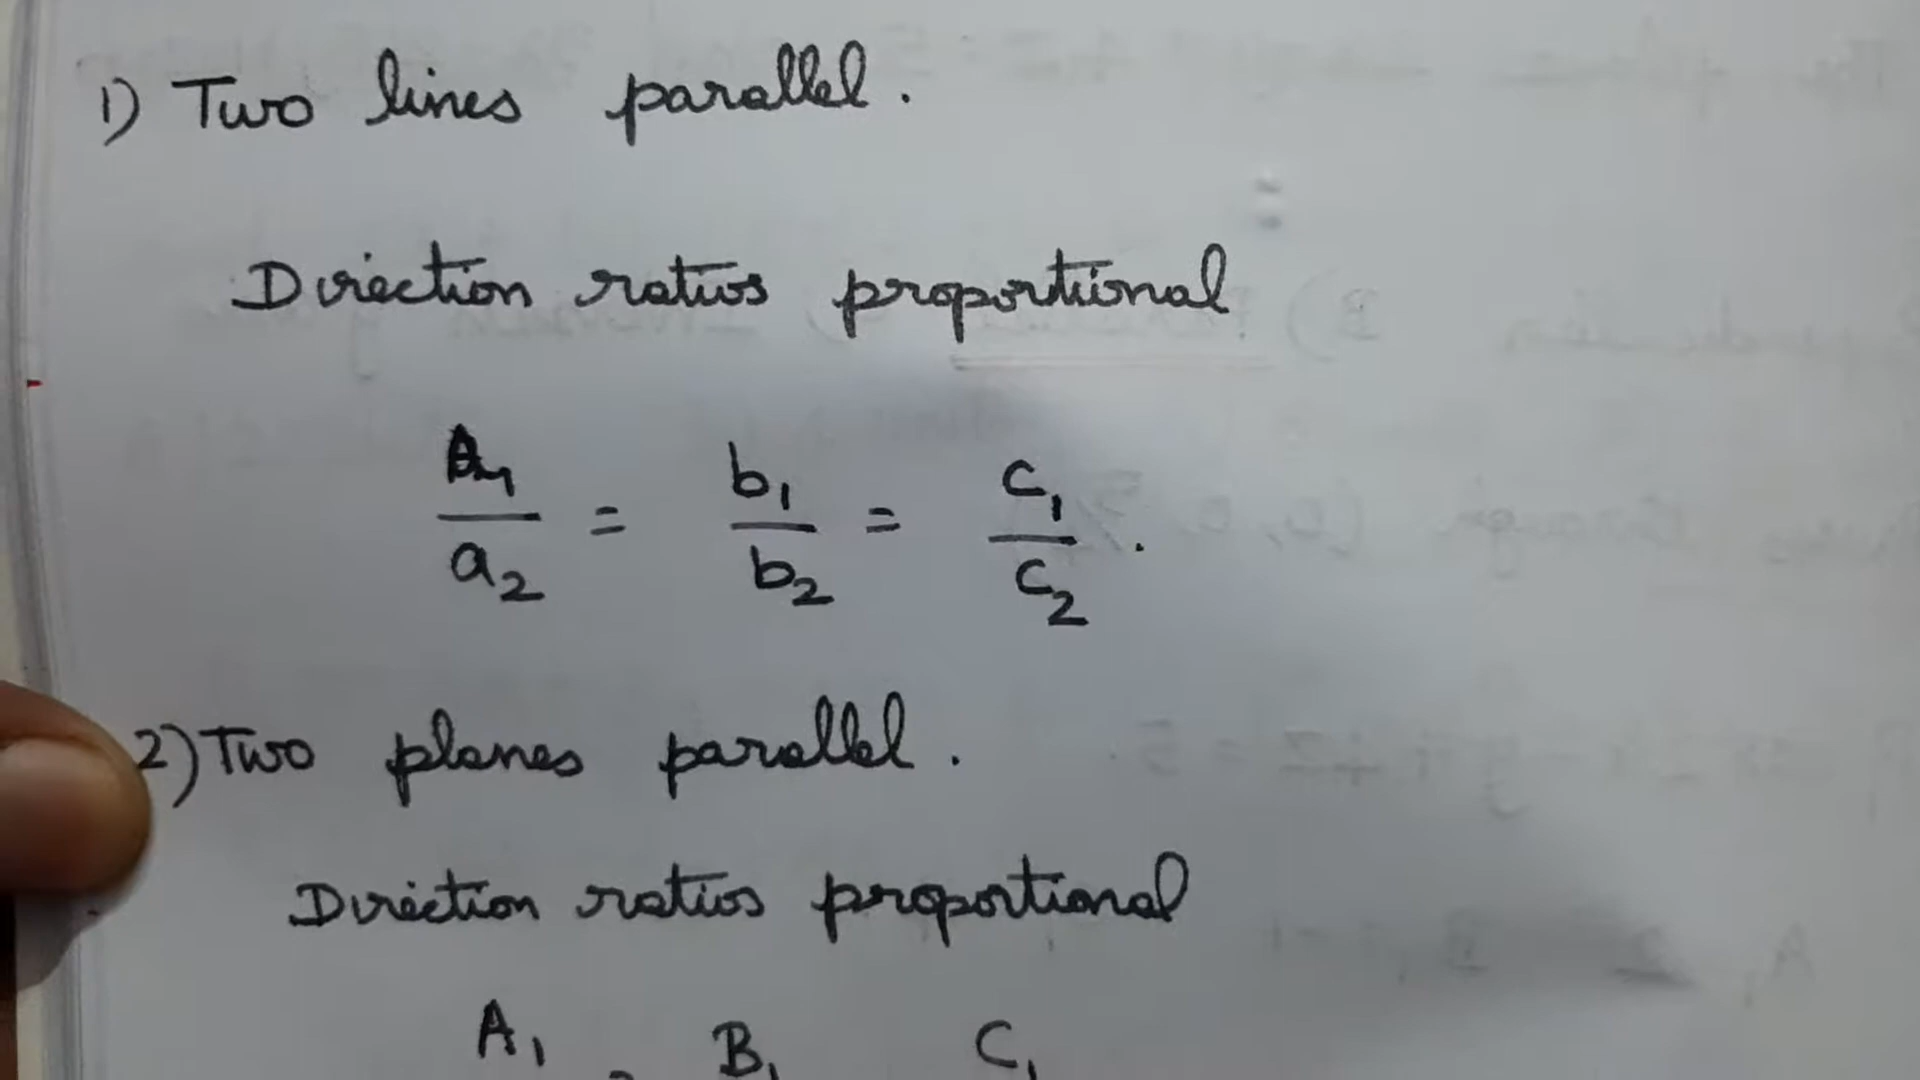 1) Two lines parallel.
Direction ratios proportional
a1/a2 = b1/b2 = c1/c2 .
2) Two planes parallel.
Direction ratios proportional
A1 = B1 C1